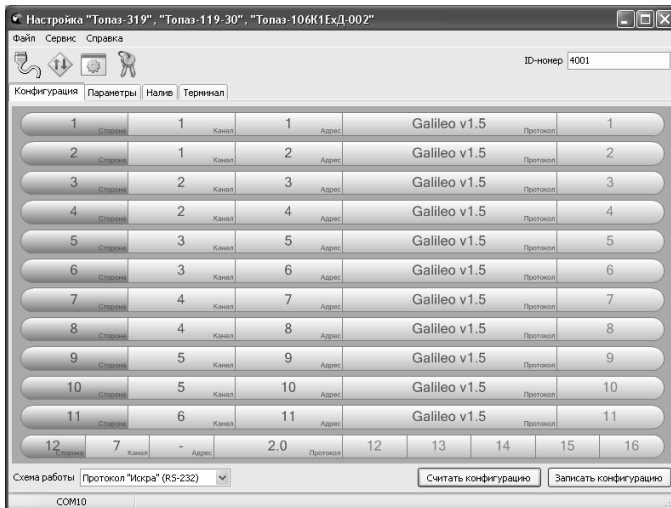 Настройка "Топаз-319", "Топаз-119-30", "Топаз-106К1ЕхД-002"
Файл Сервис Справка
ID-номер 4001
Конфигурация Параметры Налив Терминал
1 Сторона 1 Канал 1 Адрес Galileo v1.5 Протокол 1
2 Сторона 1 Канал 2 Адрес Galileo v1.5 Протокол 2
3 Сторона 2 Канал 3 Адрес Galileo v1.5 Протокол 3
4 Сторона 2 Канал 4 Адрес Galileo v1.5 Протокол 4
5 Сторона 3 Канал 5 Адрес Galileo v1.5 Протокол 5
6 Сторона 3 Канал 6 Адрес Galileo v1.5 Протокол 6
7 Сторона 4 Канал 7 Адрес Galileo v1.5 Протокол 7
8 Сторона 4 Канал 8 Адрес Galileo v1.5 Протокол 8
9 Сторона 5 Канал 9 Адрес Galileo v1.5 Протокол 9
10 Сторона 5 Канал 10 Адрес Galileo v1.5 Протокол 10
11 Сторона 6 Канал 11 Адрес Galileo v1.5 Протокол 11
12 Сторона 7 Канал - Адрес 2.0 Протокол 12 13 14 15 16
Схема работы Протокол "Искра" (RS-232) Считать конфигурацию Записать конфигурацию
COM10